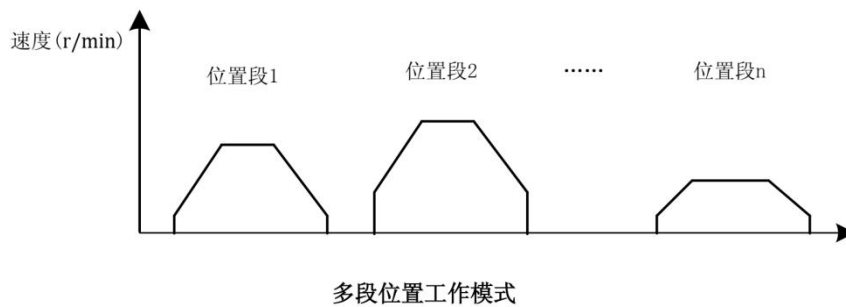 速度(r/min)
位置段1
位置段2
……
位置段n
多段位置工作模式